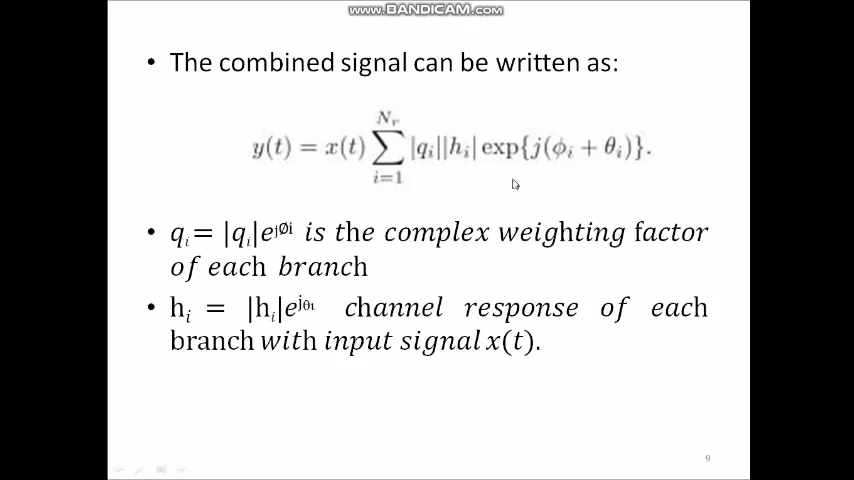 WWW.BANDICAM.COM
• The combined signal can be written as:
y(t) = x(t) ∑_{i=1}^{N_r} |q_i||h_i| exp{j(ϕ_i + θ_i)}.
• q_i = |q_i|e^{jØi} is the complex weighting factor
of each branch
• h_i = |h_i|e^{jθι} channel response of each
branch with input signal x(t).
9